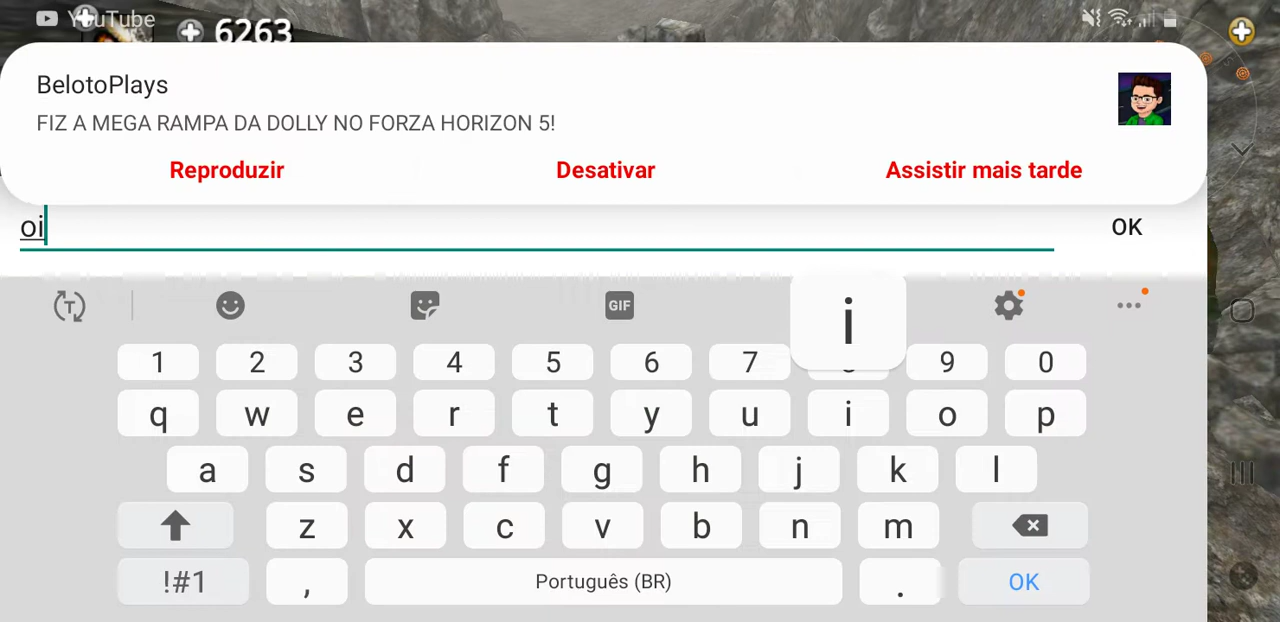 YouTube
6263
BelotoPlays
FIZ A MEGA RAMPA DA DOLLY NO FORZA HORIZON 5!
Reproduzir Desativar Assistir mais tarde
oi OK
T GIF i
1 2 3 4 5 6 7 9 0
q w e r t y u i o p
a s d f g h j k l
z x c v b n m
!#1 , Português (BR) . OK